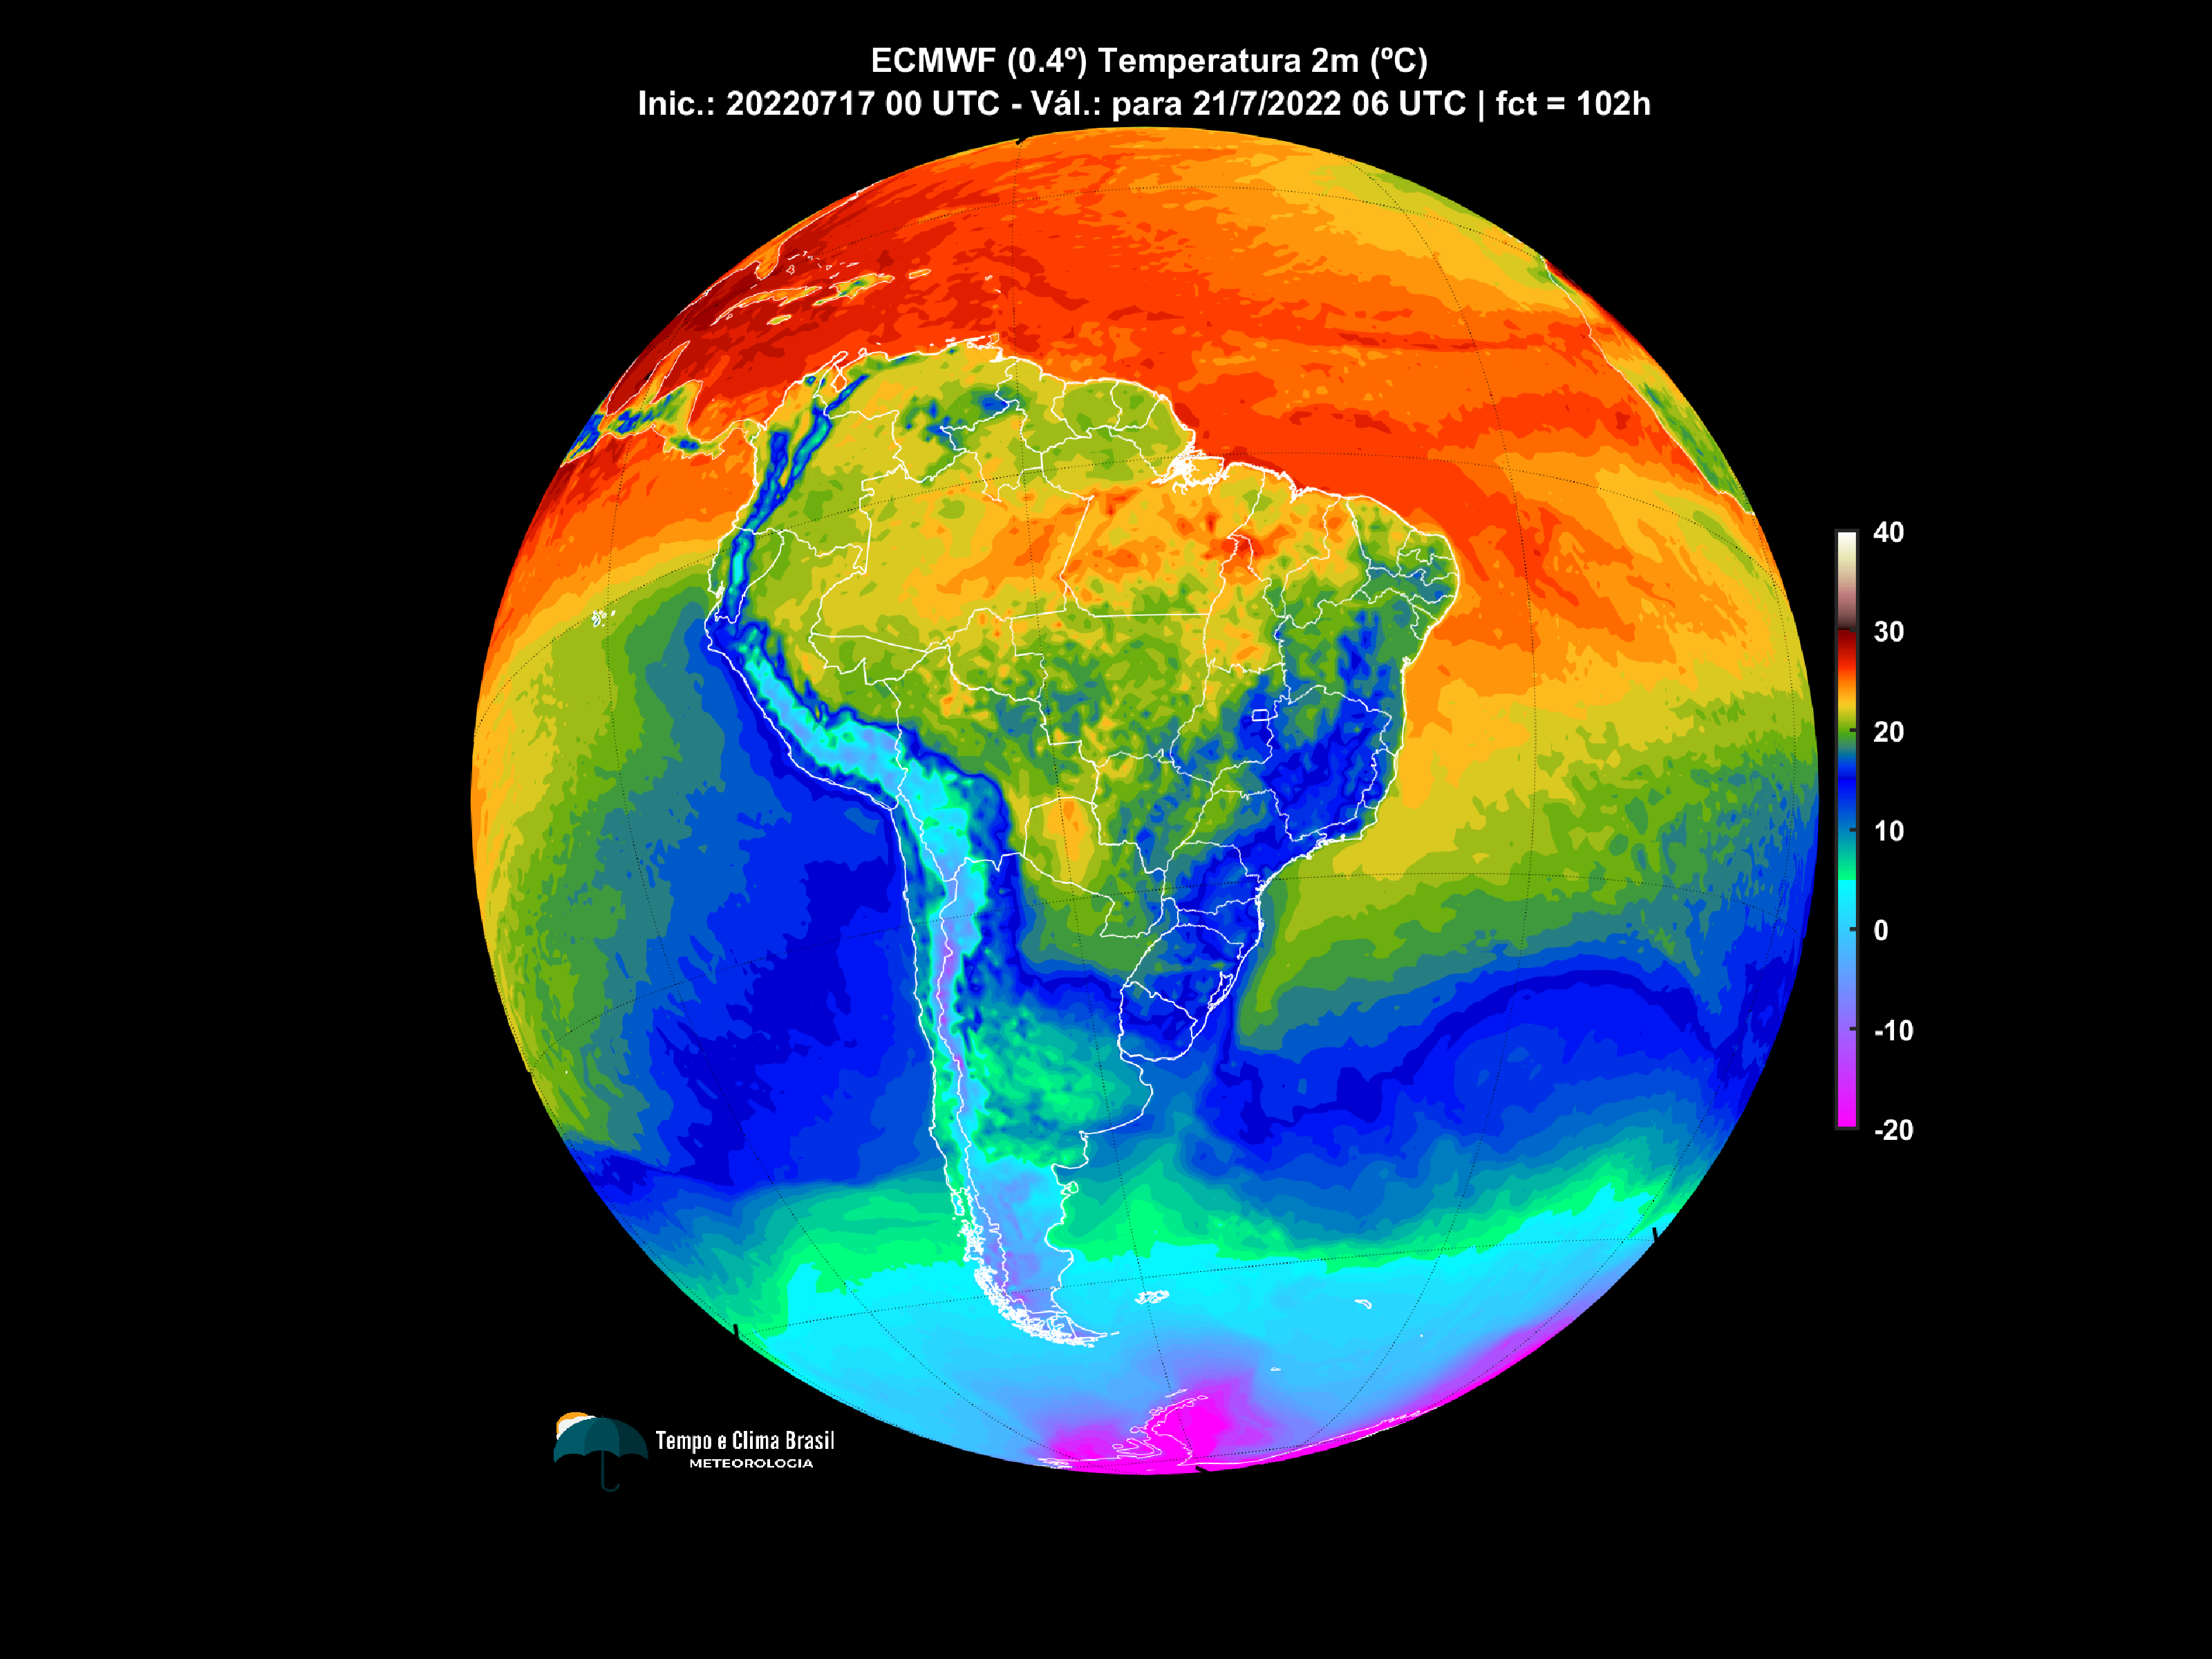 ECMWF (0.4º) Temperatura 2m (ºC)
Inic.: 20220717 00 UTC - Vál.: para 21/7/2022 06 UTC | fct = 102h
40
30
20
10
0
-10
-20
Tempo e Clima Brasil
METEOROLOGIA